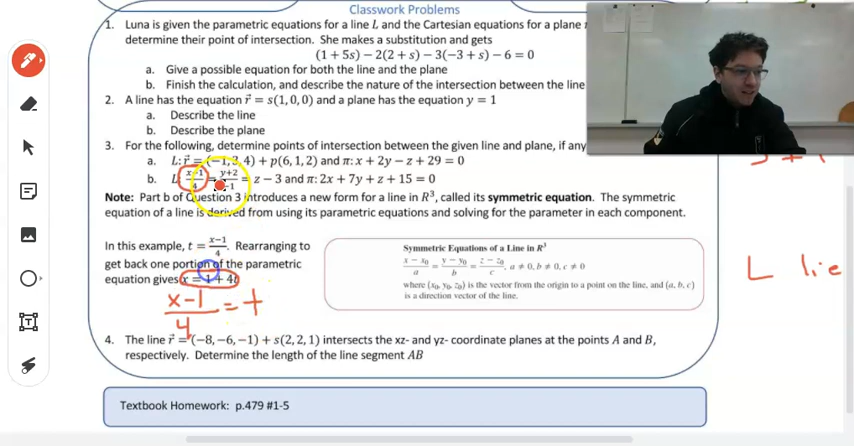 Classwork Problems
1. Luna is given the parametric equations for a line L and the Cartesian equations for a plane
determine their point of intersection. She makes a substitution and gets
(1 + 5s) − 2(2 + s) − 3(−3 + s) − 6 = 0
a. Give a possible equation for both the line and the plane
b. Finish the calculation, and describe the nature of the intersection between the line
2. A line has the equation r⃗ = s(1, 0, 0) and a plane has the equation y = 1
a. Describe the line
b. Describe the plane
3. For the following, determine points of intersection between the given line and plane, if any
a. L: r⃗ = (−1, 3, 4) + p(6, 1, 2) and π: x + 2y − z + 29 = 0
b. L: (x−1)/4 = (y+2)/−1 = z − 3 and π: 2x + 7y + z + 15 = 0
Note: Part b of Question 3 introduces a new form for a line in R³, called its symmetric equation. The symmetric
equation of a line is derived from using its parametric equations and solving for the parameter in each component.
In this example, t = (x−1)/4. Rearranging to
get back one portion of the parametric
equation gives x = 1 + 4t
x-1/4 = t
Symmetric Equations of a Line in R³
(x − x₀)/a = (y − y₀)/b = (z − z₀)/c, a ≠ 0, b ≠ 0, c ≠ 0
where (x₀, y₀, z₀) is the vector from the origin to a point on the line, and (a, b, c)
is a direction vector of the line.
L lie
4. The line r⃗ = (−8, −6, −1) + s(2, 2, 1) intersects the xz- and yz- coordinate planes at the points A and B,
respectively. Determine the length of the line segment AB
Textbook Homework: p.479 #1-5